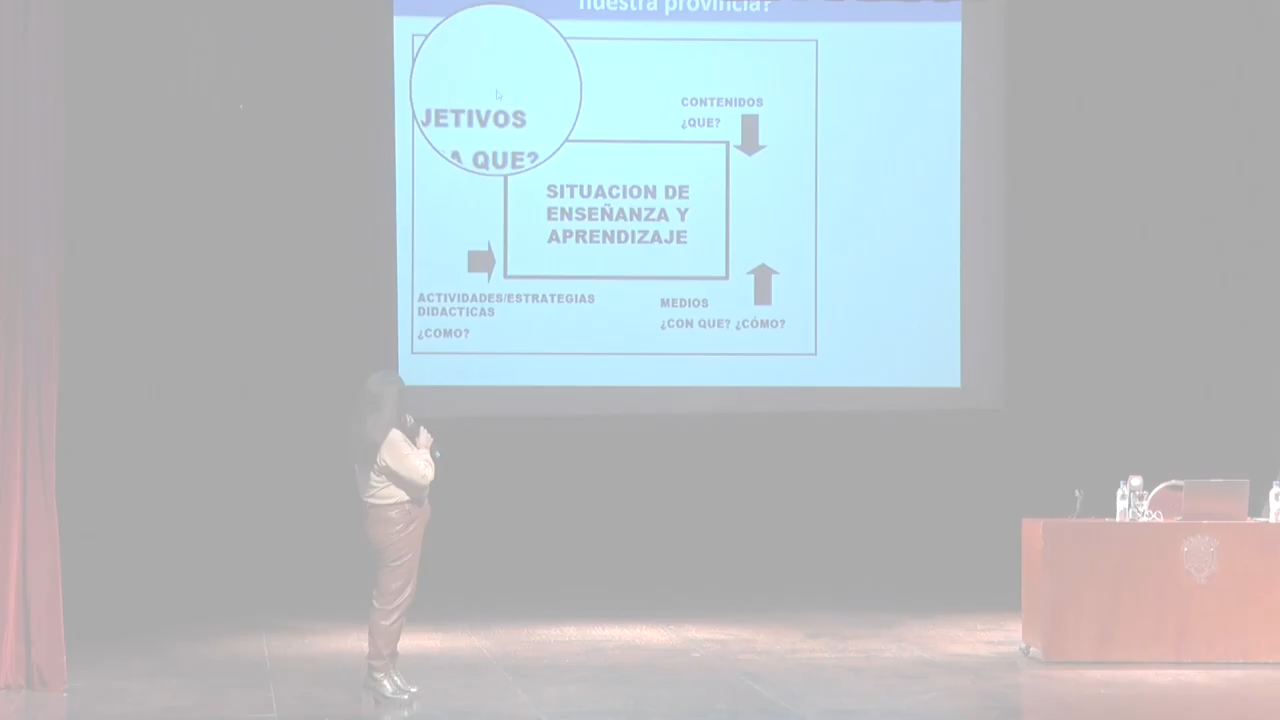 nuestra provincia?
JETIVOS
A QUE?
CONTENIDOS
¿QUE?
SITUACION DE
ENSEÑANZA Y
APRENDIZAJE
ACTIVIDADES/ESTRATEGIAS
DIDACTICAS
¿COMO?
MEDIOS
¿CON QUE? ¿CÓMO?